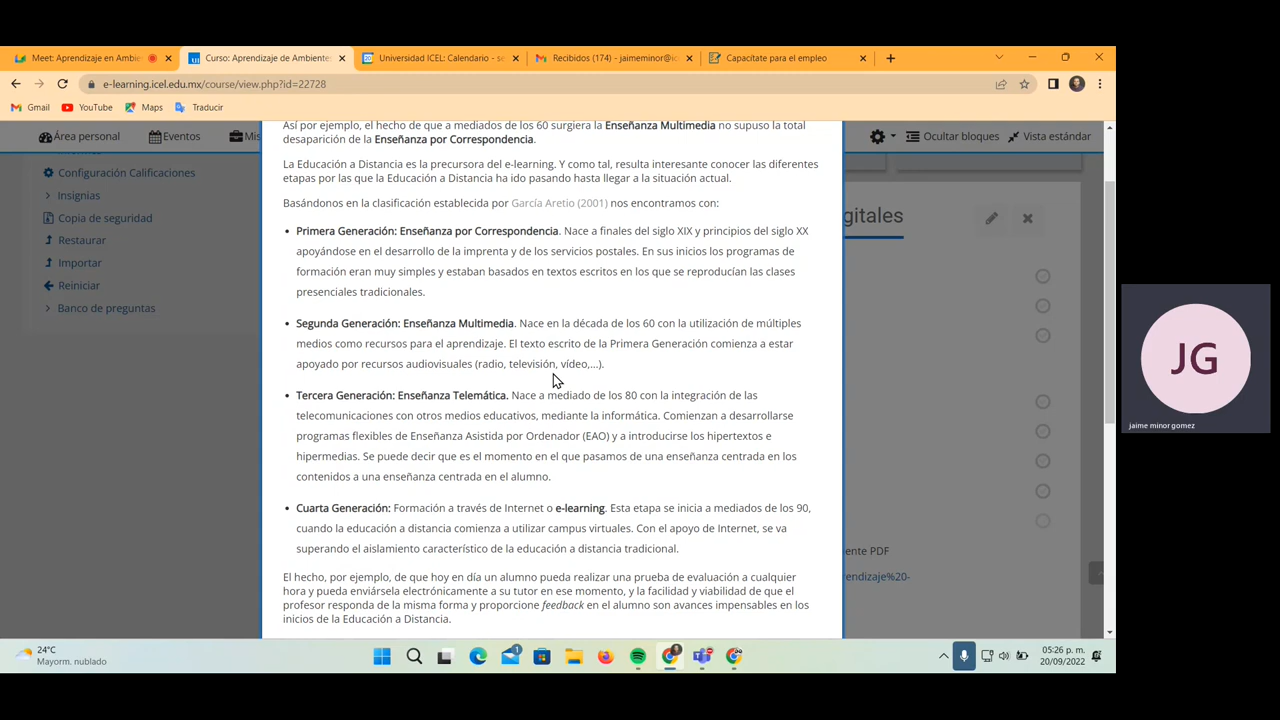 Meet: Aprendizaje en Ambie
Curso: Aprendizaje de Ambientes
Universidad ICEL: Calendario - se
Recibidos (174) - jaimeminor@ic
Capacítate para el empleo
e-learning.icel.edu.mx/course/view.php?id=22728
Gmail
YouTube
Maps
Traducir
Área personal
Eventos
Mis
Ocultar bloques
Vista estándar
Configuración Calificaciones
Insignias
Copia de seguridad
Restaurar
Importar
Reiniciar
Banco de preguntas
Así por ejemplo, el hecho de que a mediados de los 60 surgiera la Enseñanza Multimedia no supuso la total
desaparición de la Enseñanza por Correspondencia.
La Educación a Distancia es la precursora del e-learning. Y como tal, resulta interesante conocer las diferentes
etapas por las que la Educación a Distancia ha ido pasando hasta llegar a la situación actual.
Basándonos en la clasificación establecida por García Aretio (2001) nos encontramos con:
• Primera Generación: Enseñanza por Correspondencia. Nace a finales del siglo XIX y principios del siglo XX
apoyándose en el desarrollo de la imprenta y de los servicios postales. En sus inicios los programas de
formación eran muy simples y estaban basados en textos escritos en los que se reproducían las clases
presenciales tradicionales.
• Segunda Generación: Enseñanza Multimedia. Nace en la década de los 60 con la utilización de múltiples
medios como recursos para el aprendizaje. El texto escrito de la Primera Generación comienza a estar
apoyado por recursos audiovisuales (radio, televisión, vídeo,...).
• Tercera Generación: Enseñanza Telemática. Nace a mediado de los 80 con la integración de las
telecomunicaciones con otros medios educativos, mediante la informática. Comienzan a desarrollarse
programas flexibles de Enseñanza Asistida por Ordenador (EAO) y a introducirse los hipertextos e
hipermedias. Se puede decir que es el momento en el que pasamos de una enseñanza centrada en los
contenidos a una enseñanza centrada en el alumno.
• Cuarta Generación: Formación a través de Internet o e-learning. Esta etapa se inicia a mediados de los 90,
cuando la educación a distancia comienza a utilizar campus virtuales. Con el apoyo de Internet, se va
superando el aislamiento característico de la educación a distancia tradicional.
El hecho, por ejemplo, de que hoy en día un alumno pueda realizar una prueba de evaluación a cualquier
hora y pueda enviársela electrónicamente a su tutor en ese momento, y la facilidad y viabilidad de que el
profesor responda de la misma forma y proporcione feedback en el alumno son avances impensables en los
inicios de la Educación a Distancia.
gitales
ente PDF
endizaje%20-
JG
jaime minor gomez
24°C
Mayorm. nublado
05:26 p. m.
20/09/2022